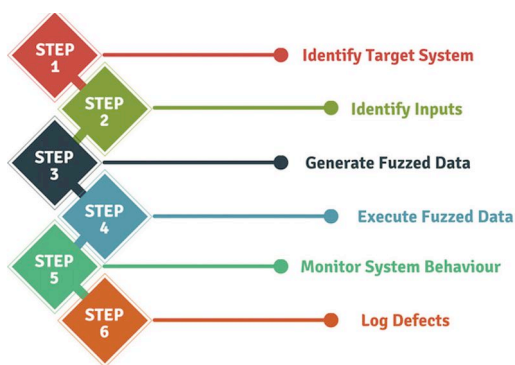 STEP
1
Identify Target System
STEP
2
Identify Inputs
STEP
3
Generate Fuzzed Data
STEP
4
Execute Fuzzed Data
STEP
5
Monitor System Behaviour
STEP
6
Log Defects